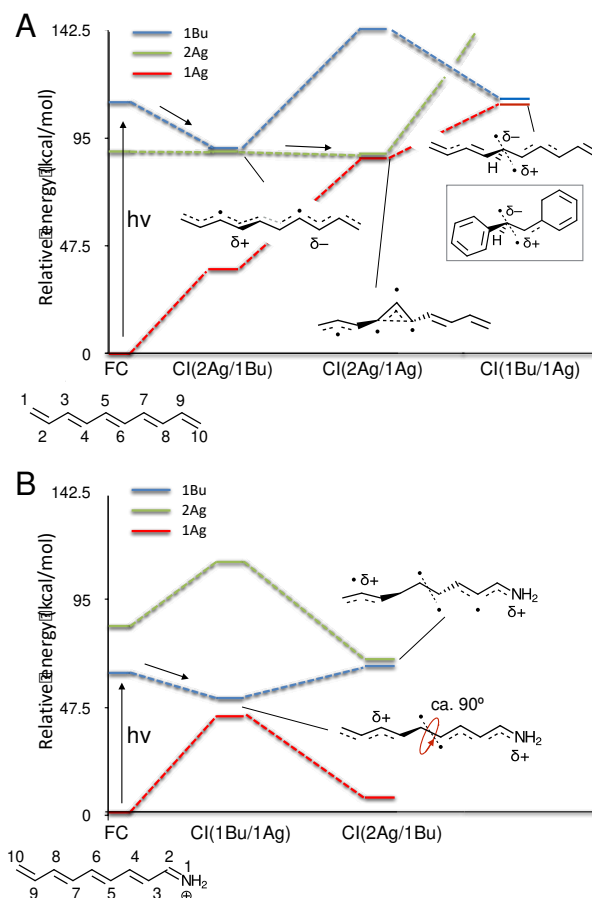 A
142.5
95
47.5
0
Relative energy (kcal/mol)
1Bu
2Ag
1Ag
hν
δ+ δ−
δ−
H δ+
δ−
H δ+
FC CI(2Ag/1Bu) CI(2Ag/1Ag) CI(1Bu/1Ag)
1 3 5 7 9
2 4 6 8 10
B
142.5
95
47.5
0
Relative energy (kcal/mol)
1Bu
2Ag
1Ag
hν
δ+
NH2
δ+
ca. 90º
δ+
NH2
δ+
FC CI(1Bu/1Ag) CI(2Ag/1Bu)
10 8 6 4 2 1
NH2
9 7 5 3 ⊕